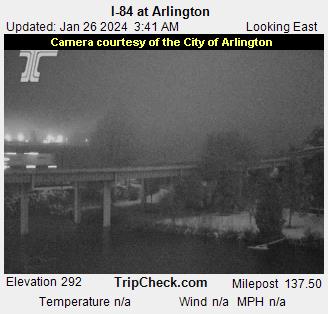 I-84 at Arlington
Updated: Jan 26 2024 3:41 AM Looking East
Camera courtesy of the City of Arlington
Elevation 292 TripCheck.com Milepost 137.50
Temperature n/a Wind n/a MPH n/a